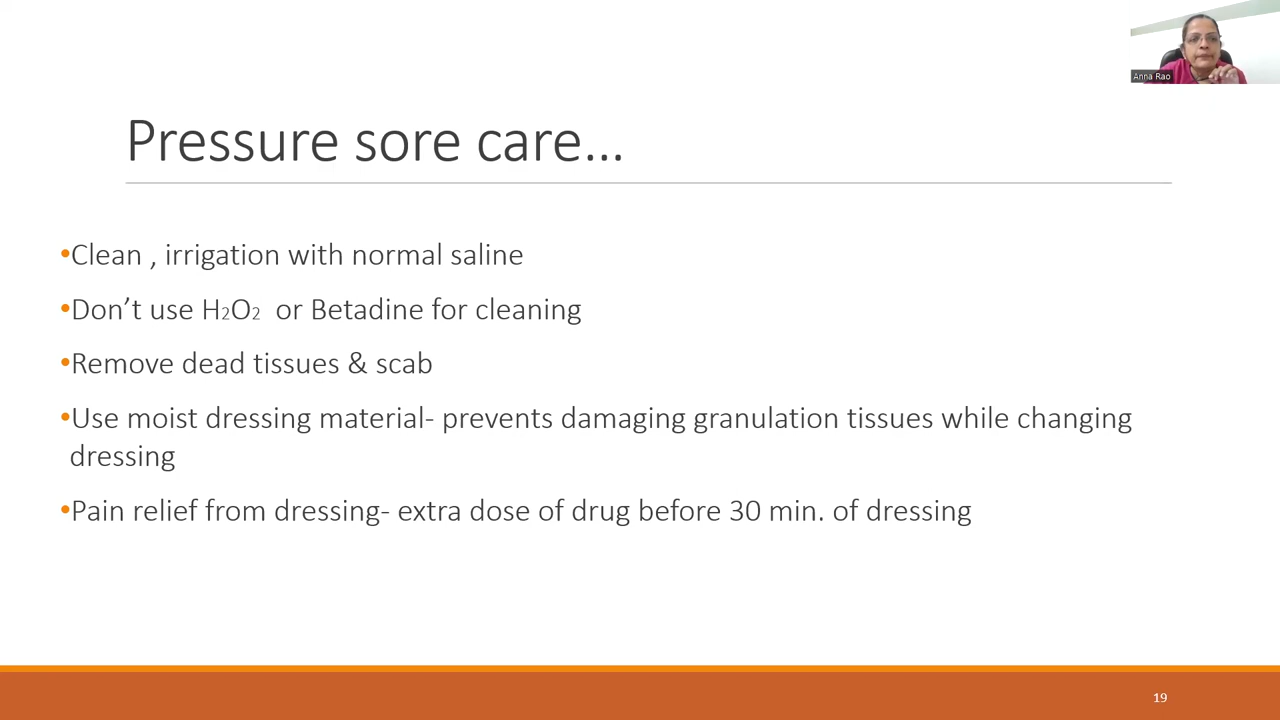 Anna Rao
Pressure sore care...
•Clean , irrigation with normal saline
•Don't use H₂O₂ or Betadine for cleaning
•Remove dead tissues & scab
•Use moist dressing material- prevents damaging granulation tissues while changing
dressing
•Pain relief from dressing- extra dose of drug before 30 min. of dressing
19